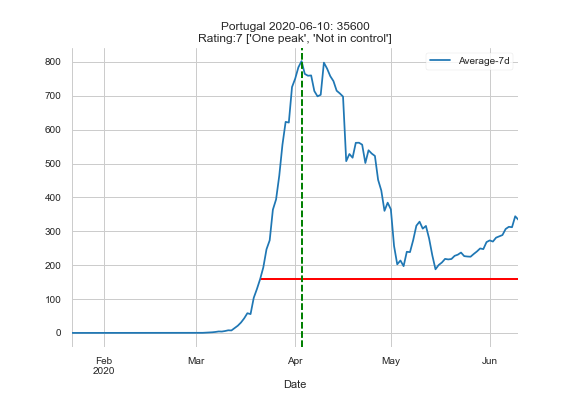 Portugal 2020-06-10: 35600
Rating:7 ['One peak', 'Not in control']
Average-7d
800
700
600
500
400
300
200
100
0
Feb
2020
Mar
Apr
May
Jun
Date